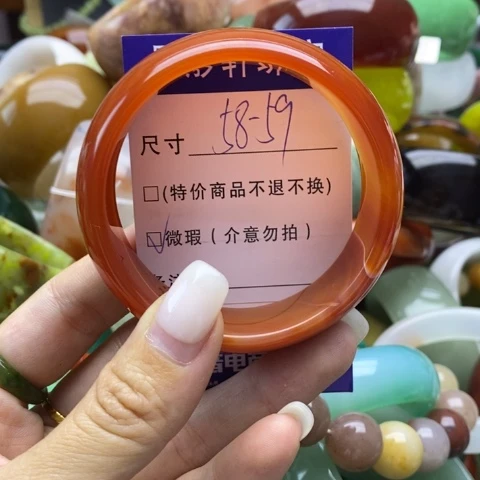 尺寸 58-59
□(特价商品不退不换)
☑微瑕(介意勿拍)